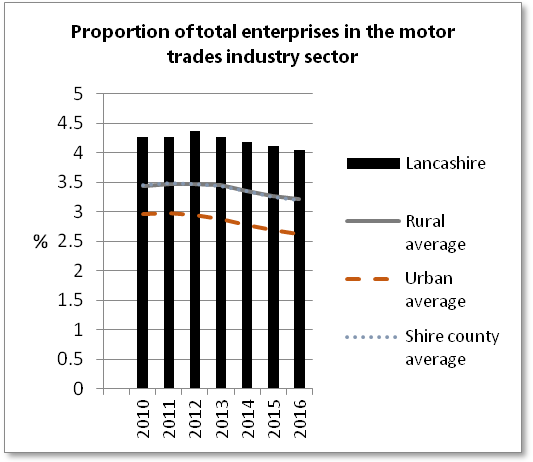 Proportion of total enterprises in the motor
trades industry sector
5
4.5
4
3.5
3
2.5
2
1.5
1
0.5
0
%
2010
2011
2012
2013
2014
2015
2016
Lancashire
Rural
average
Urban
average
Shire county
average